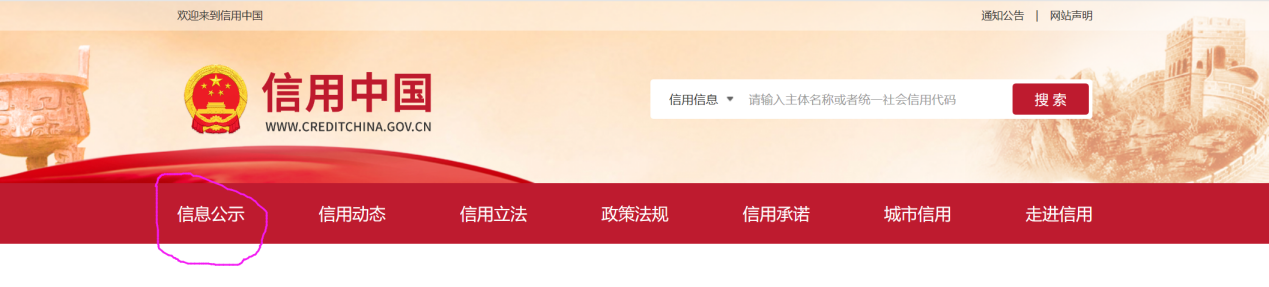 欢迎来到信用中国
通知公告 | 网站声明
信用中国
WWW.CREDITCHINA.GOV.CN
信用信息 请输入主体名称或者统一社会信用代码 搜 索
信息公示 信用动态 信用立法 政策法规 信用承诺 城市信用 走进信用